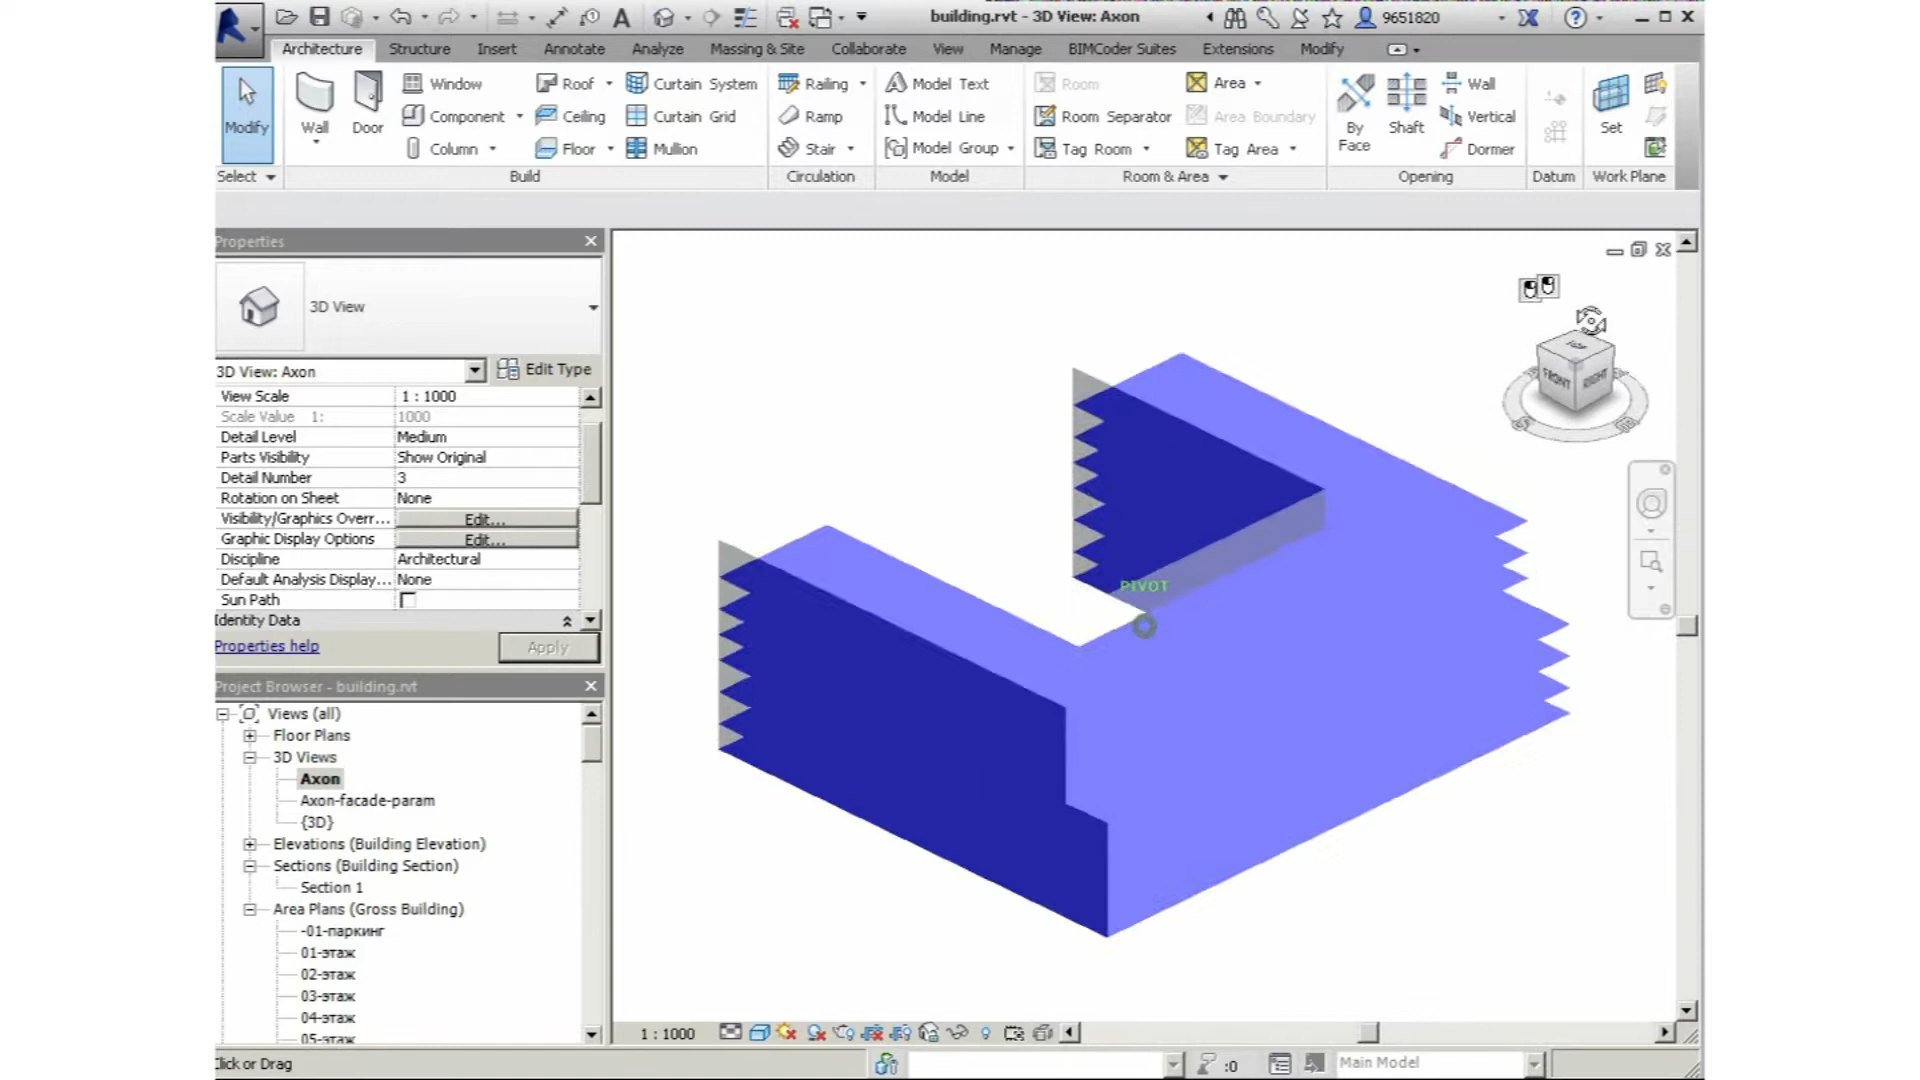 building.rvt - 3D View: Axon
9651820
Architecture Structure Insert Annotate Analyze Massing & Site Collaborate View Manage BIMCoder Suites Extensions Modify
Modify
Wall
Door
Window
Component
Column
Roof
Ceiling
Floor
Curtain System
Curtain Grid
Mullion
Railing
Ramp
Stair
Model Text
Model Line
Model Group
Room
Room Separator
Tag Room
Area
Area Boundary
Tag Area
By
Face
Shaft
Wall
Vertical
Dormer
Set
Select Build Circulation Model Room & Area Opening Datum Work Plane
Properties
3D View
3D View: Axon Edit Type
View Scale 1 : 1000
Scale Value 1: 1000
Detail Level Medium
Parts Visibility Show Original
Detail Number 3
Rotation on Sheet None
Visibility/Graphics Overr... Edit...
Graphic Display Options Edit...
Discipline Architectural
Default Analysis Display... None
Sun Path
Identity Data
Properties help Apply
Project Browser - building.rvt
Views (all)
Floor Plans
3D Views
Axon
Axon-facade-param
{3D}
Elevations (Building Elevation)
Sections (Building Section)
Section 1
Area Plans (Gross Building)
-01-паркинг
01-этаж
02-этаж
03-этаж
04-этаж
05-этаж
TOP
FRONT RIGHT
PIVOT
1 : 1000
Click or Drag
:0
Main Model